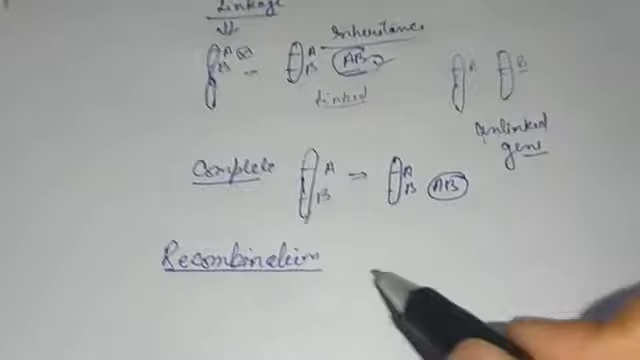 Linkage
Inheritance
A
B
A
B
AB
A
B
Linked
Unlinked
gene
Complete
A
B
A
B
AB
Recombination